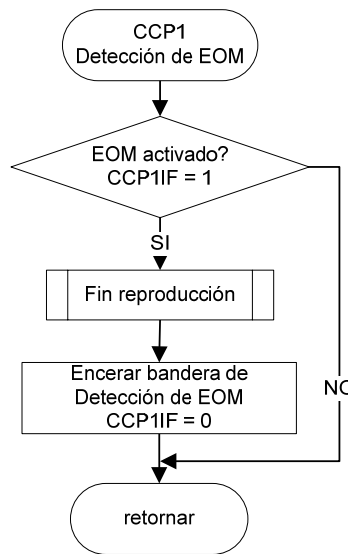 CCP1
Detección de EOM
EOM activado?
CCP1IF = 1
SI
Fin reproducción
Encerar bandera de
Detección de EOM
CCP1IF = 0
NO
retornar